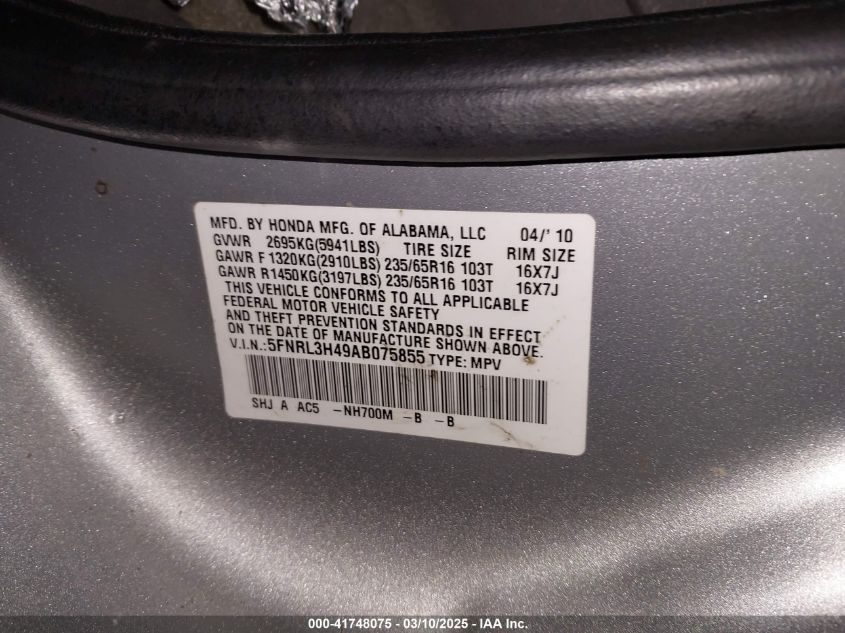 MFD. BY HONDA MFG. OF ALABAMA, LLC 04/' 10
GVWR 2695KG(5941LBS) TIRE SIZE RIM SIZE
GAWR F 1320KG(2910LBS) 235/65R16 103T 16X7J
GAWR R1450KG(3197LBS) 235/65R16 103T 16X7J
THIS VEHICLE CONFORMS TO ALL APPLICABLE
FEDERAL MOTOR VEHICLE SAFETY
AND THEFT PREVENTION STANDARDS IN EFFECT
ON THE DATE OF MANUFACTURE SHOWN ABOVE.
V.I.N.:5FNRL3H49AB075855 TYPE: MPV
SHJ A AC5 -NH700M -B -B
000-41748075 - 03/10/2025 - IAA Inc.